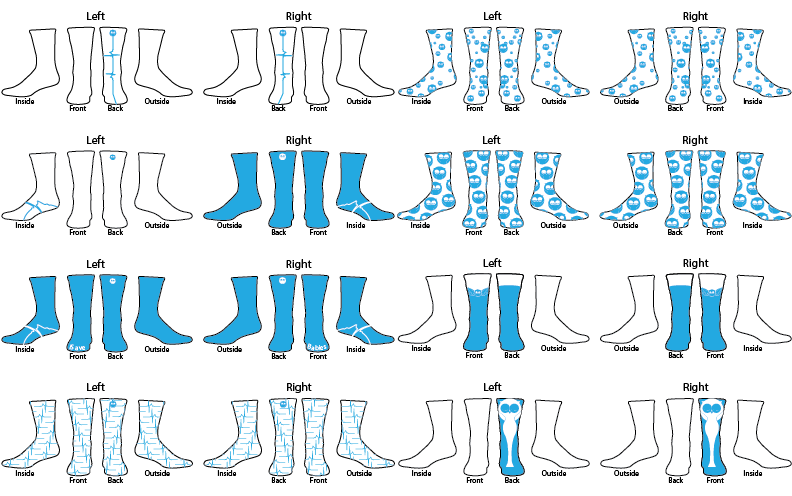 Left Right Left Right
Inside Front Back Outside Inside Back Front Outside Inside Front Back Outside Outside Back Front Inside
Left Right Left Right
Inside Front Back Outside Outside Back Front Inside Inside Front Back Outside Outside Back Front Inside
Left Right Left Right
Save Babies
Inside Front Back Outside Outside Back Front Inside Inside Front Back Outside Outside Back Front Inside
Left Right Left Right
Inside Front Back Outside Inside Back Front Outside Inside Front Back Outside Outside Back Front Inside